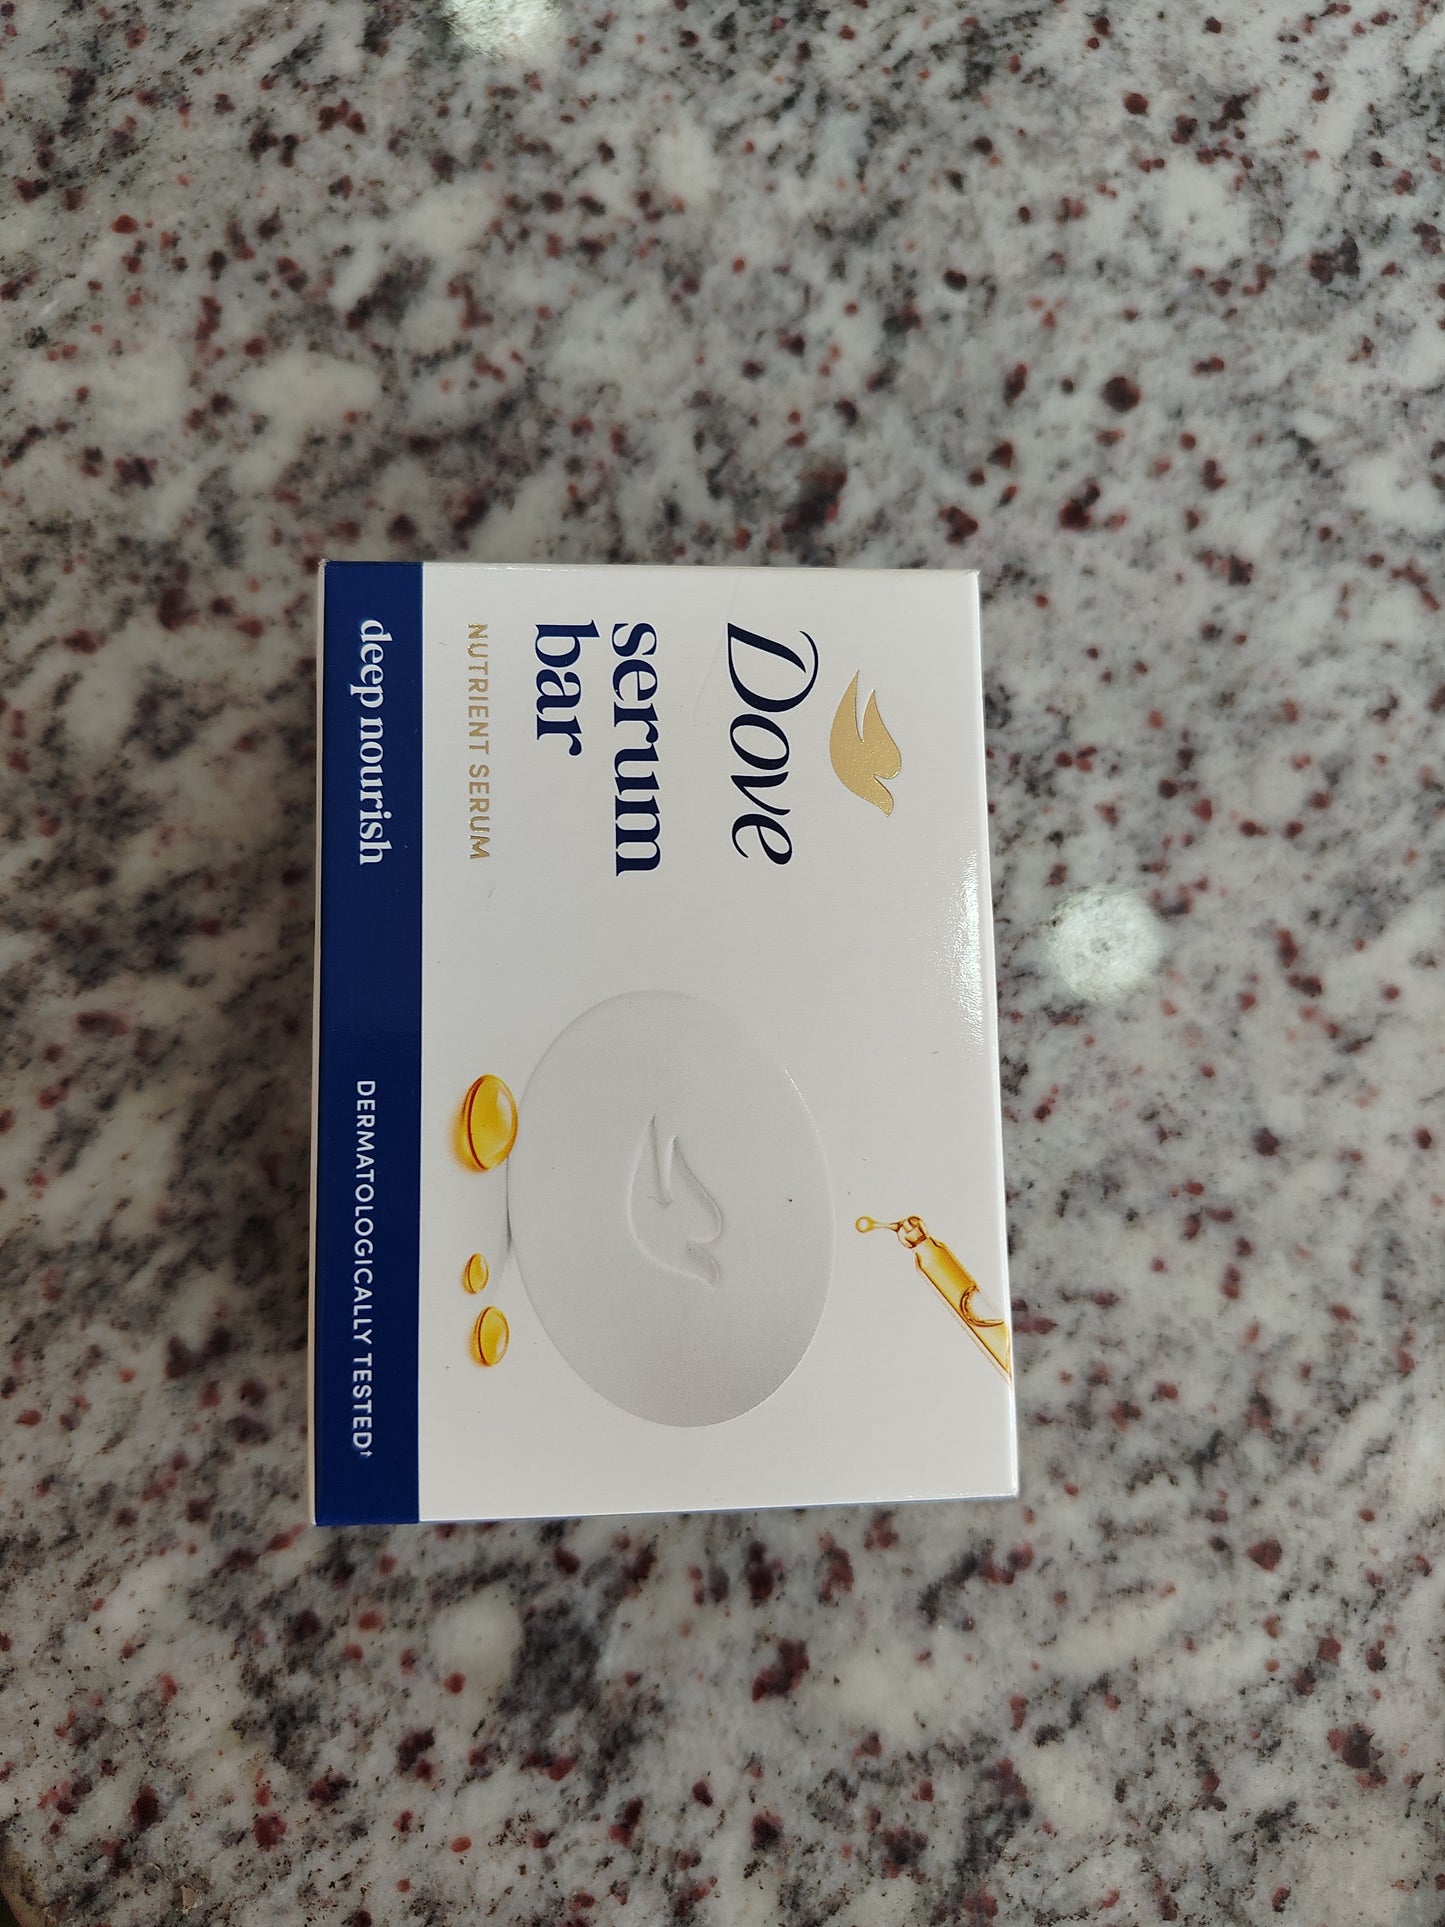 Dove
serum
bar
NUTRIENT SERUM
deep nourish
DERMATOLOGICALLY TESTED†